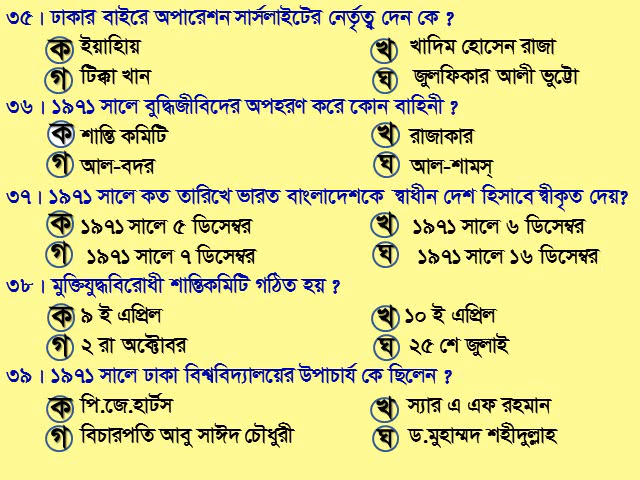 ৩৫। ঢাকার বাইরে অপারেশন সার্সলাইটের নের্তৃত্ব দেন কে ?
ক ইয়াহিায় খ খাদিম হোসেন রাজা
গ টিক্কা খান ঘ জুলফিকার আলী ভুট্টো
৩৬। ১৯৭১ সালে বুদ্ধিজীবিদের অপহরণ করে কোন বাহিনী ?
ক শান্তি কমিটি খ রাজাকার
গ আল-বদর ঘ আল-শামস্
৩৭। ১৯৭১ সালে কত তারিখে ভারত বাংলাদেশকে স্বাধীন দেশ হিসাবে স্বীকৃত দেয়?
ক ১৯৭১ সালে ৫ ডিসেম্বর খ ১৯৭১ সালে ৬ ডিসেম্বর
গ ১৯৭১ সালে ৭ ডিসেম্বর ঘ ১৯৭১ সালে ১৬ ডিসেম্বর
৩৮। মুক্তিযুদ্ধবিরোধী শান্তিকমিটি গঠিত হয় ?
ক ৯ ই এপ্রিল খ ১০ ই এপ্রিল
গ ২ রা অক্টোবর ঘ ২৫ শে জুলাই
৩৯। ১৯৭১ সালে ঢাকা বিশ্ববিদ্যালয়ের উপাচার্য কে ছিলেন ?
ক পি.জে.হার্টস খ স্যার এ এফ রহমান
গ বিচারপতি আবু সাঈদ চৌধুরী ঘ ড.মুহাম্মদ শহীদুল্লাহ